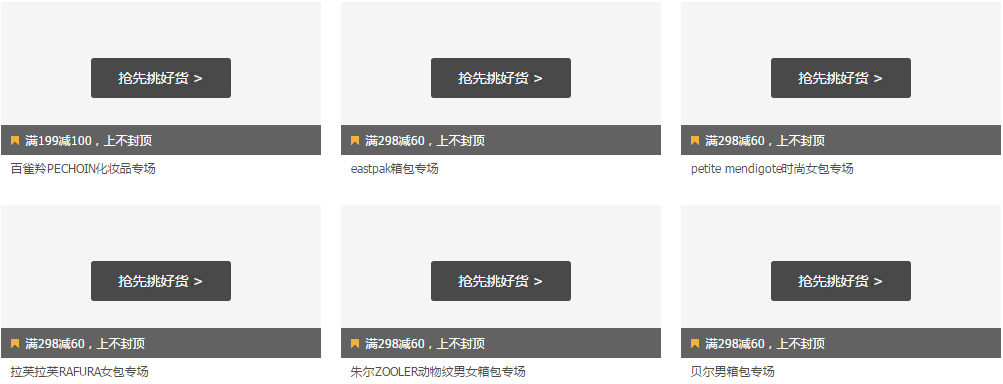 抢先挑好货 >
抢先挑好货 >
抢先挑好货 >
满199减100，上不封顶
满298减60，上不封顶
满298减60，上不封顶
百雀羚PECHOIN化妆品专场
eastpak箱包专场
petite mendigote时尚女包专场
抢先挑好货 >
抢先挑好货 >
抢先挑好货 >
满298减60，上不封顶
满298减60，上不封顶
满298减60，上不封顶
拉芙拉芙RAFURA女包专场
朱尔ZOOLER动物纹男女箱包专场
贝尔男箱包专场